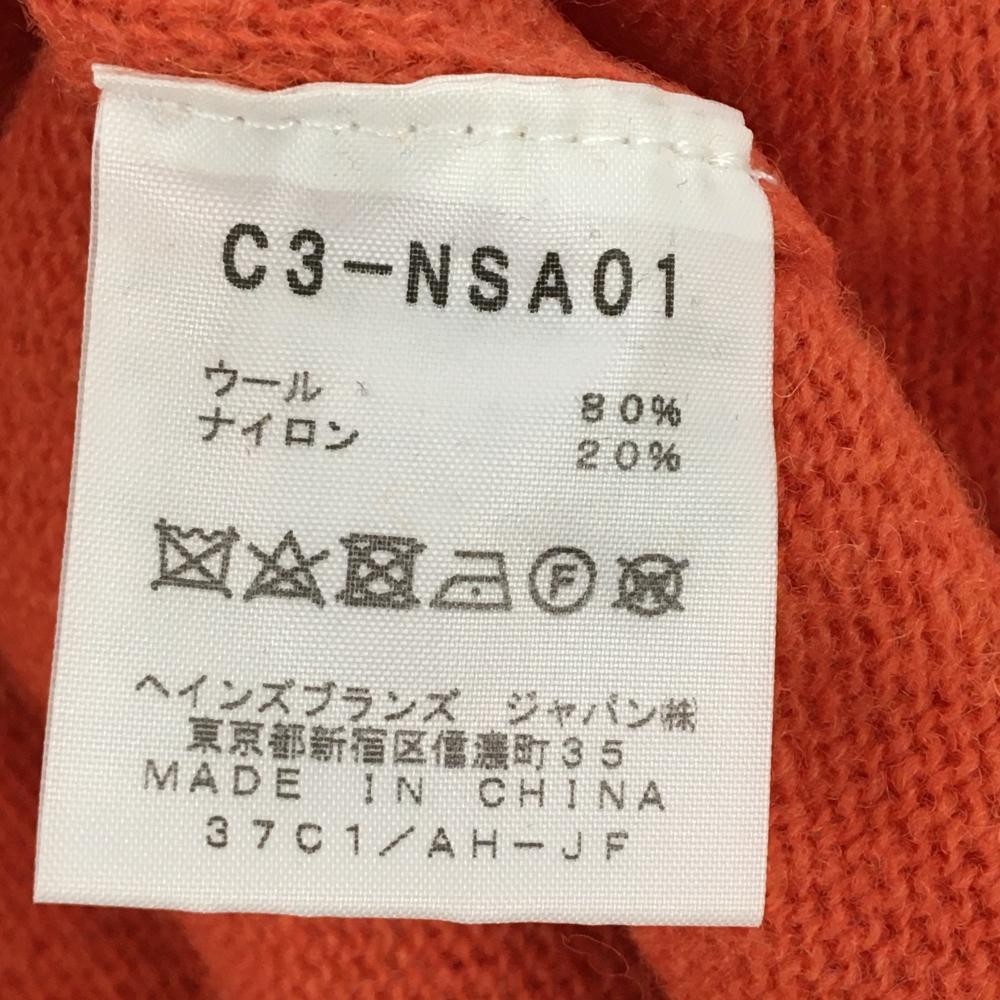 C3-NSA01
ウール 80%
ナイロン 20%
F
ヘインズブランズ ジャパン㈱
東京都新宿区信濃町35
MADE IN CHINA
37C1/AH-JF